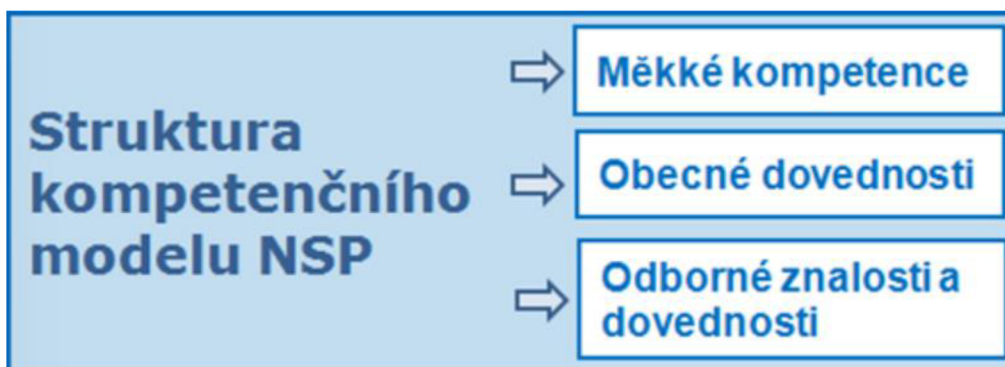 Struktura
kompetenčního
modelu NSP
Měkké kompetence
Obecné dovednosti
Odborné znalosti a
dovednosti